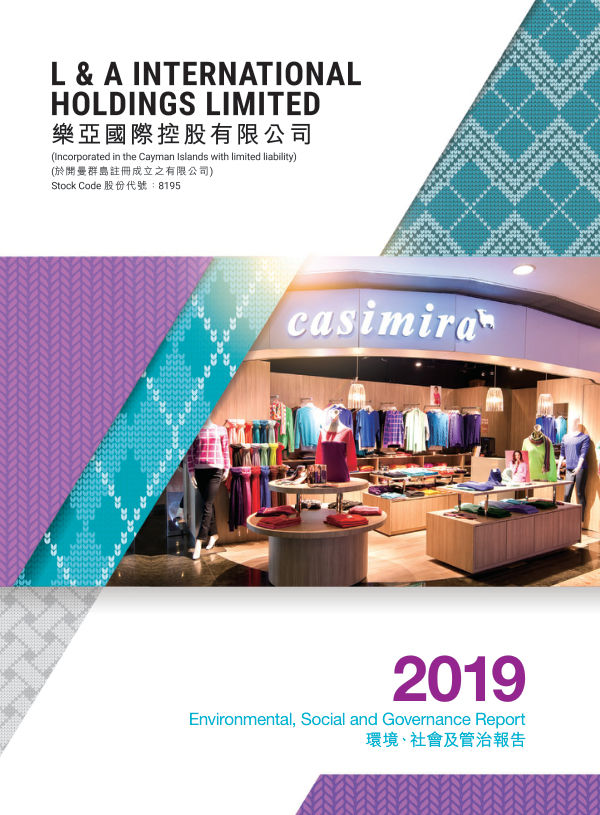 L & A INTERNATIONAL
HOLDINGS LIMITED
樂亞國際控股有限公司
(Incorporated in the Cayman Islands with limited liability)
(於開曼群島註冊成立之有限公司)
Stock Code 股份代號：8195
casimira
2019
Environmental, Social and Governance Report
環境、社會及管治報告